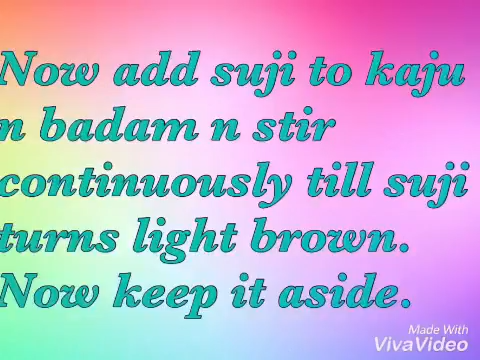 Now add suji to kaju
n badam n stir
continuously till suji
turns light brown.
Now keep it aside.
Made With
VivaVideo